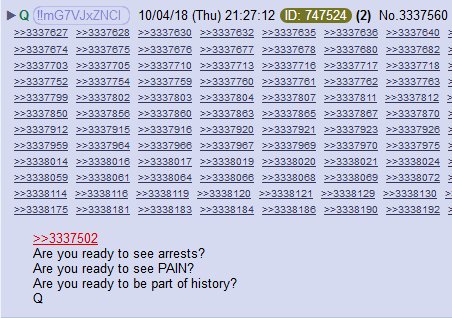 ▶ Q !!mG7VJxZNCI 10/04/18 (Thu) 21:27:12 ID: 747524 (2) No.3337560
>>3337627 >>3337628 >>3337630 >>3337632 >>3337635 >>3337636 >>3337640
>>3337674 >>3337675 >>3337676 >>3337677 >>3337678 >>3337680 >>3337682
>>3337703 >>3337705 >>3337710 >>3337713 >>3337716 >>3337717 >>3337718
>>3337752 >>3337754 >>3337759 >>3337760 >>3337761 >>3337762 >>3337763
>>3337799 >>3337802 >>3337803 >>3337804 >>3337807 >>3337811 >>3337812
>>3337850 >>3337856 >>3337860 >>3337863 >>3337865 >>3337867 >>3337870
>>3337912 >>3337915 >>3337916 >>3337920 >>3337921 >>3337923 >>3337926
>>3337959 >>3337964 >>3337966 >>3337967 >>3337969 >>3337970 >>3337975
>>3338014 >>3338016 >>3338017 >>3338019 >>3338020 >>3338021 >>3338024
>>3338059 >>3338061 >>3338064 >>3338066 >>3338068 >>3338069 >>3338072
>>3338114 >>3338116 >>3338119 >>3338120 >>3338121 >>3338129 >>3338130
>>3338175 >>3338181 >>3338183 >>3338184 >>3338186 >>3338190 >>3338192
>>3337502
Are you ready to see arrests?
Are you ready to see PAIN?
Are you ready to be part of history?
Q